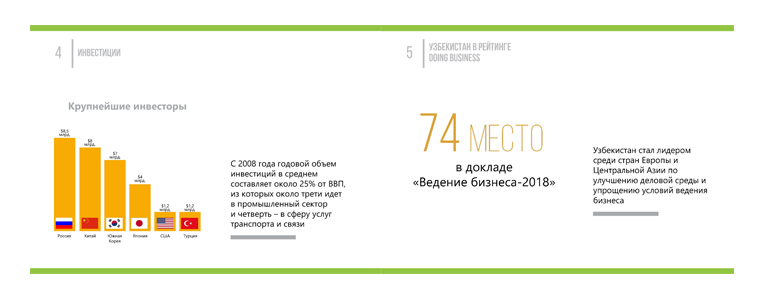 4
ИНВЕСТИЦИИ
Крупнейшие инвесторы
$8,5
млрд.
$8
млрд.
$7
млрд.
$4
млрд.
$1,2
млрд.
$1,2
млрд.
Россия
Китай
Южная
Корея
Япония
США
Турция
С 2008 года годовой объем
инвестиций в среднем
составляет около 25% от ВВП,
из которых около трети идет
в промышленный сектор
и четверть – в сферу услуг
транспорта и связи
5
УЗБЕКИСТАН В РЕЙТИНГЕ
DOING BUSINESS
74 МЕСТО
в докладе
«Ведение бизнеса-2018»
Узбекистан стал лидером
среди стран Европы и
Центральной Азии по
улучшению деловой среды и
упрощению условий ведения
бизнеса